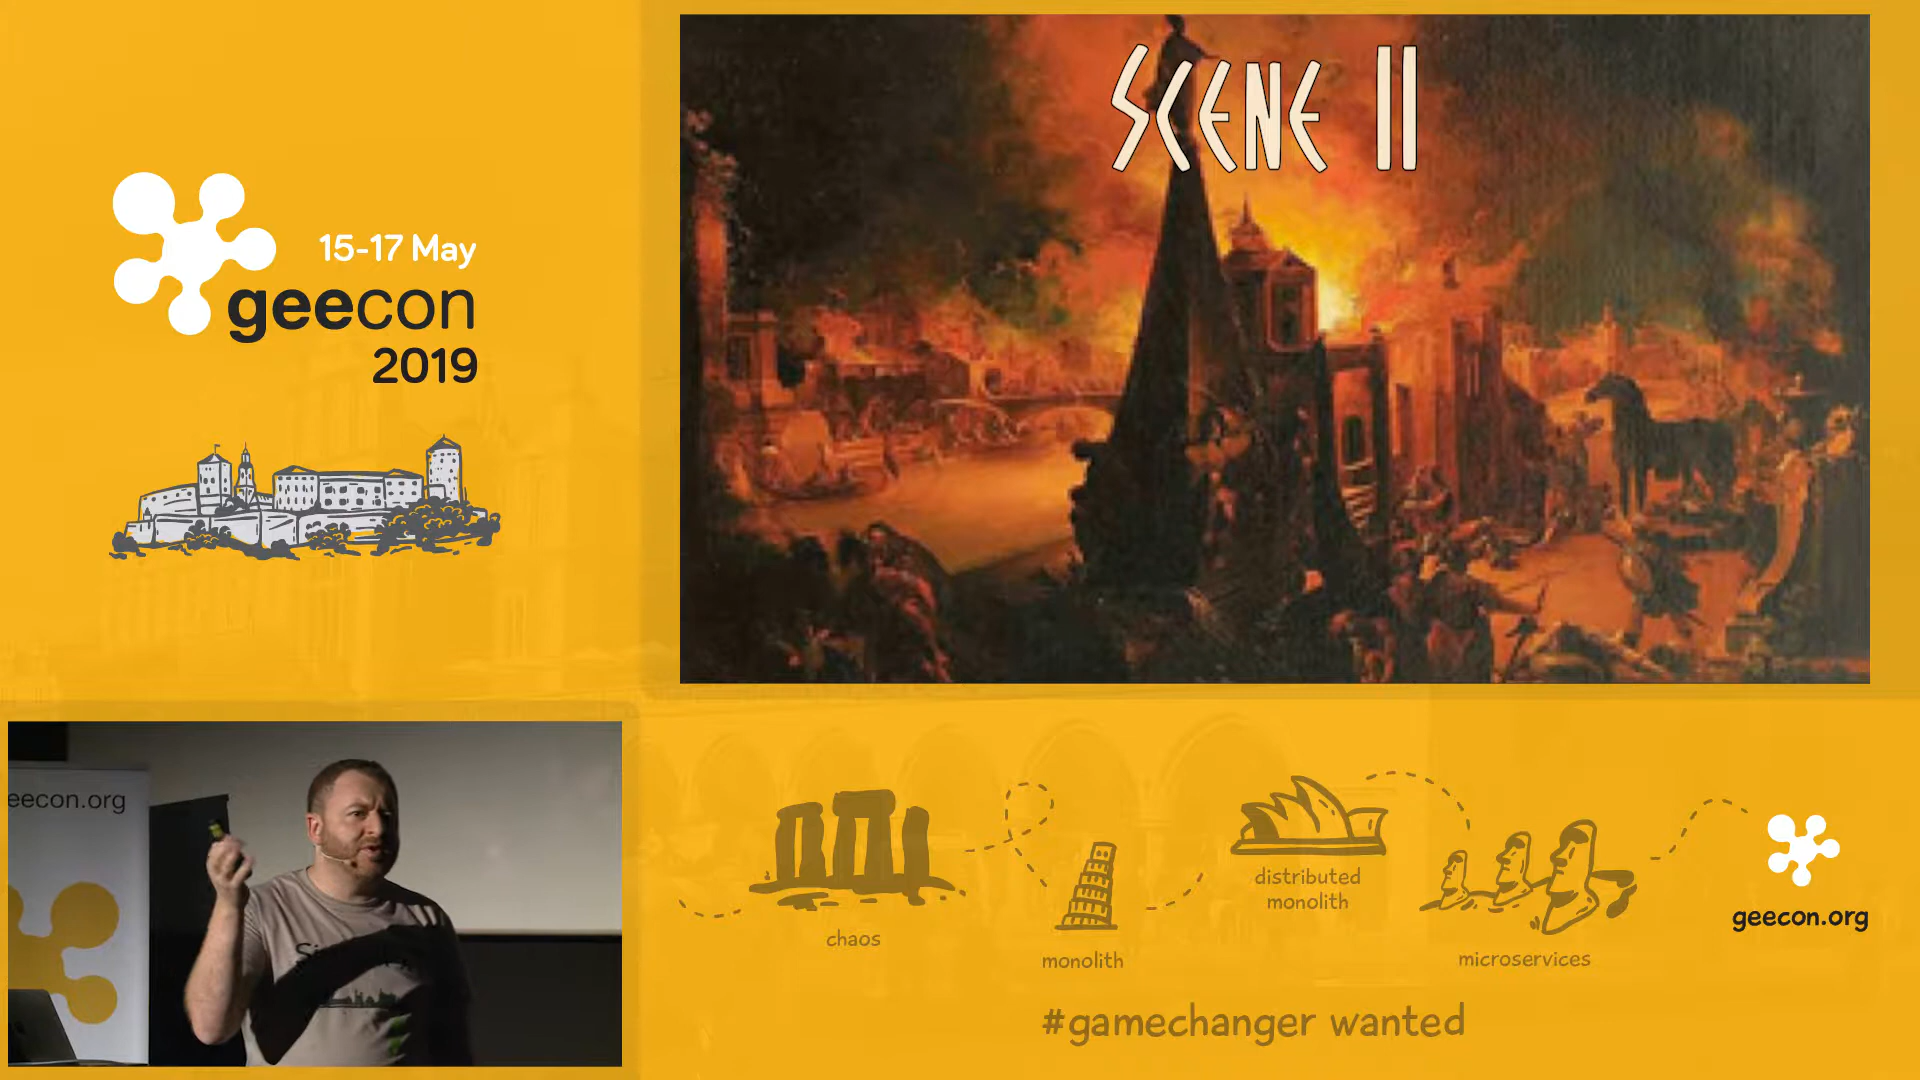 15-17 May
geecon
2019
SCENE II
eecon.org
chaos
monolith
distributed
monolith
microservices
geecon.org
#gamechanger wanted